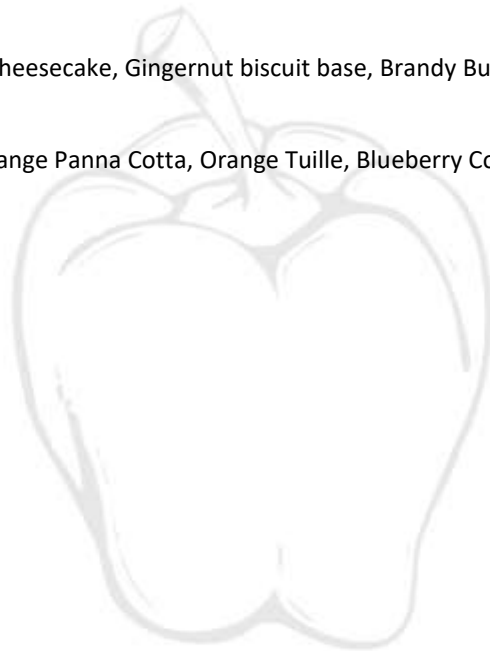 heesecake, Gingernut biscuit base, Brandy Bu
ange Panna Cotta, Orange Tuille, Blueberry Co